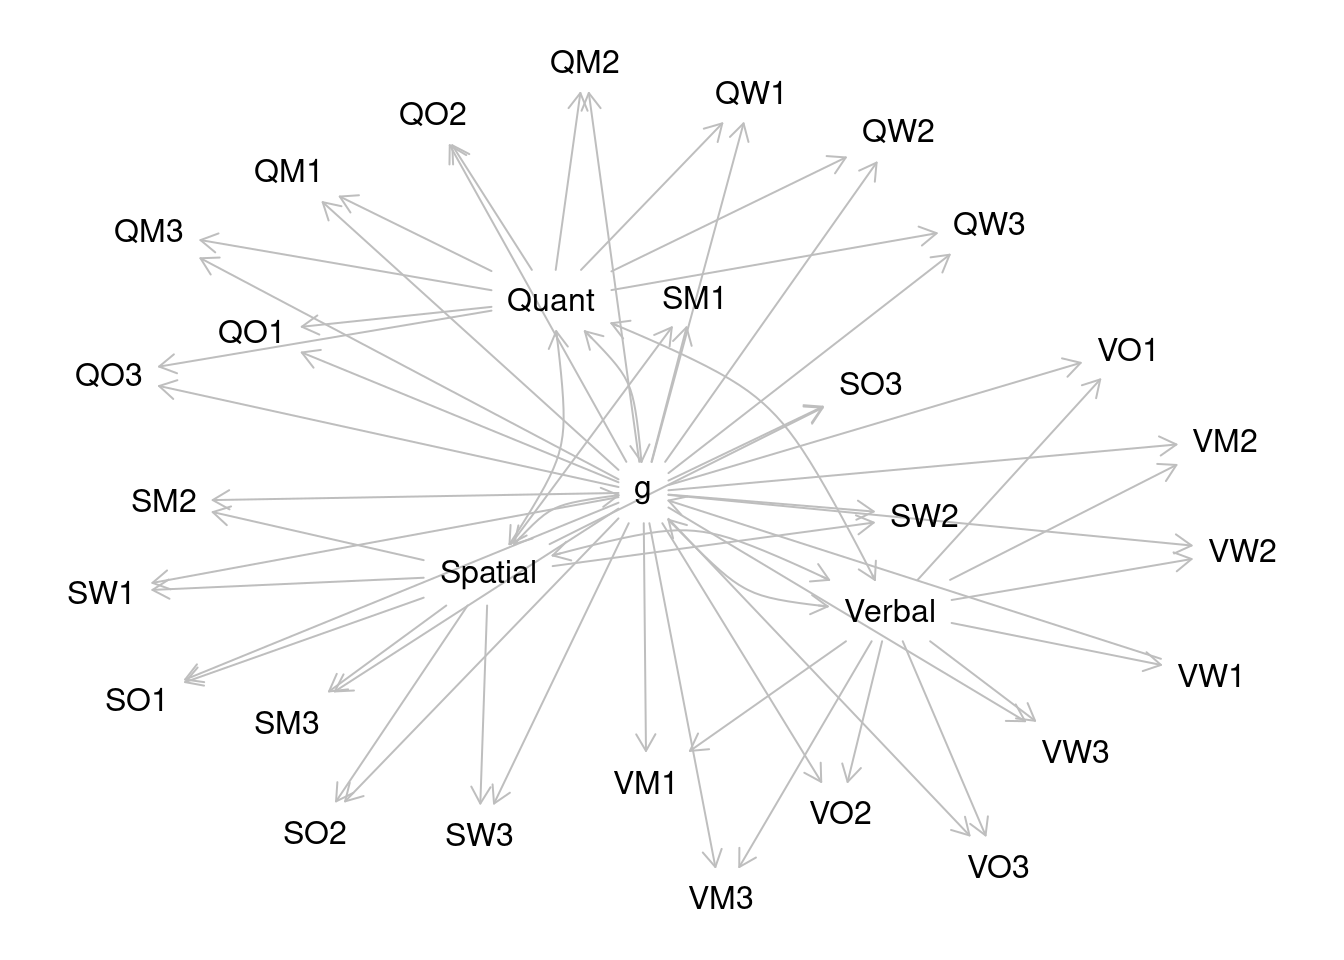 QM2
QW1
QO2
QW2
QM1
QW3
QM3
Quant
SM1
QO1
VO1
QO3
SO3
VM2
g
SM2
SW2
VW2
Spatial
SW1
Verbal
VW1
SO1
SM3
VW3
VM1
VO2
SO2
SW3
VO3
VM3